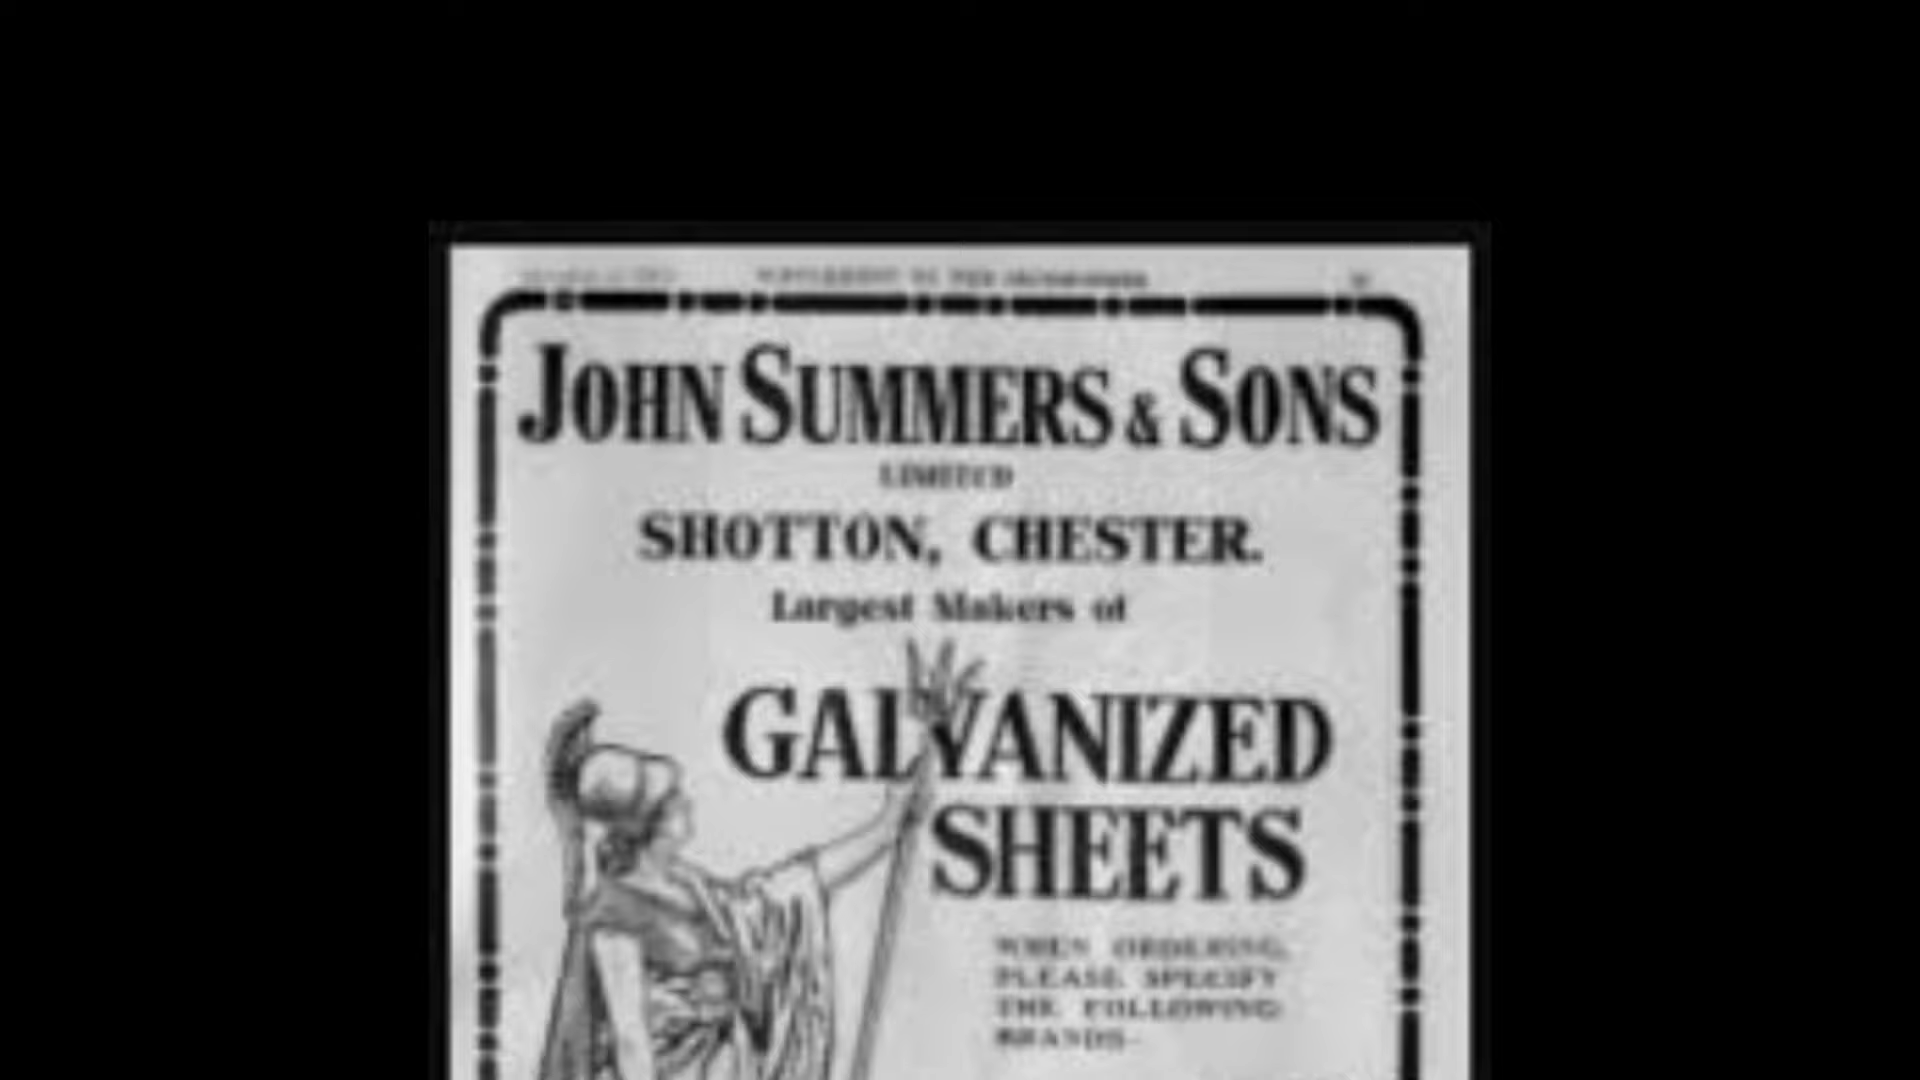 JOHN SUMMERS & SONS
LIMITED
SHOTTON, CHESTER.
Largest Makers of
GALVANIZED
SHEETS
WHEN ORDERING,
PLEASE SPECIFY
THE FOLLOWING
BRANDS-